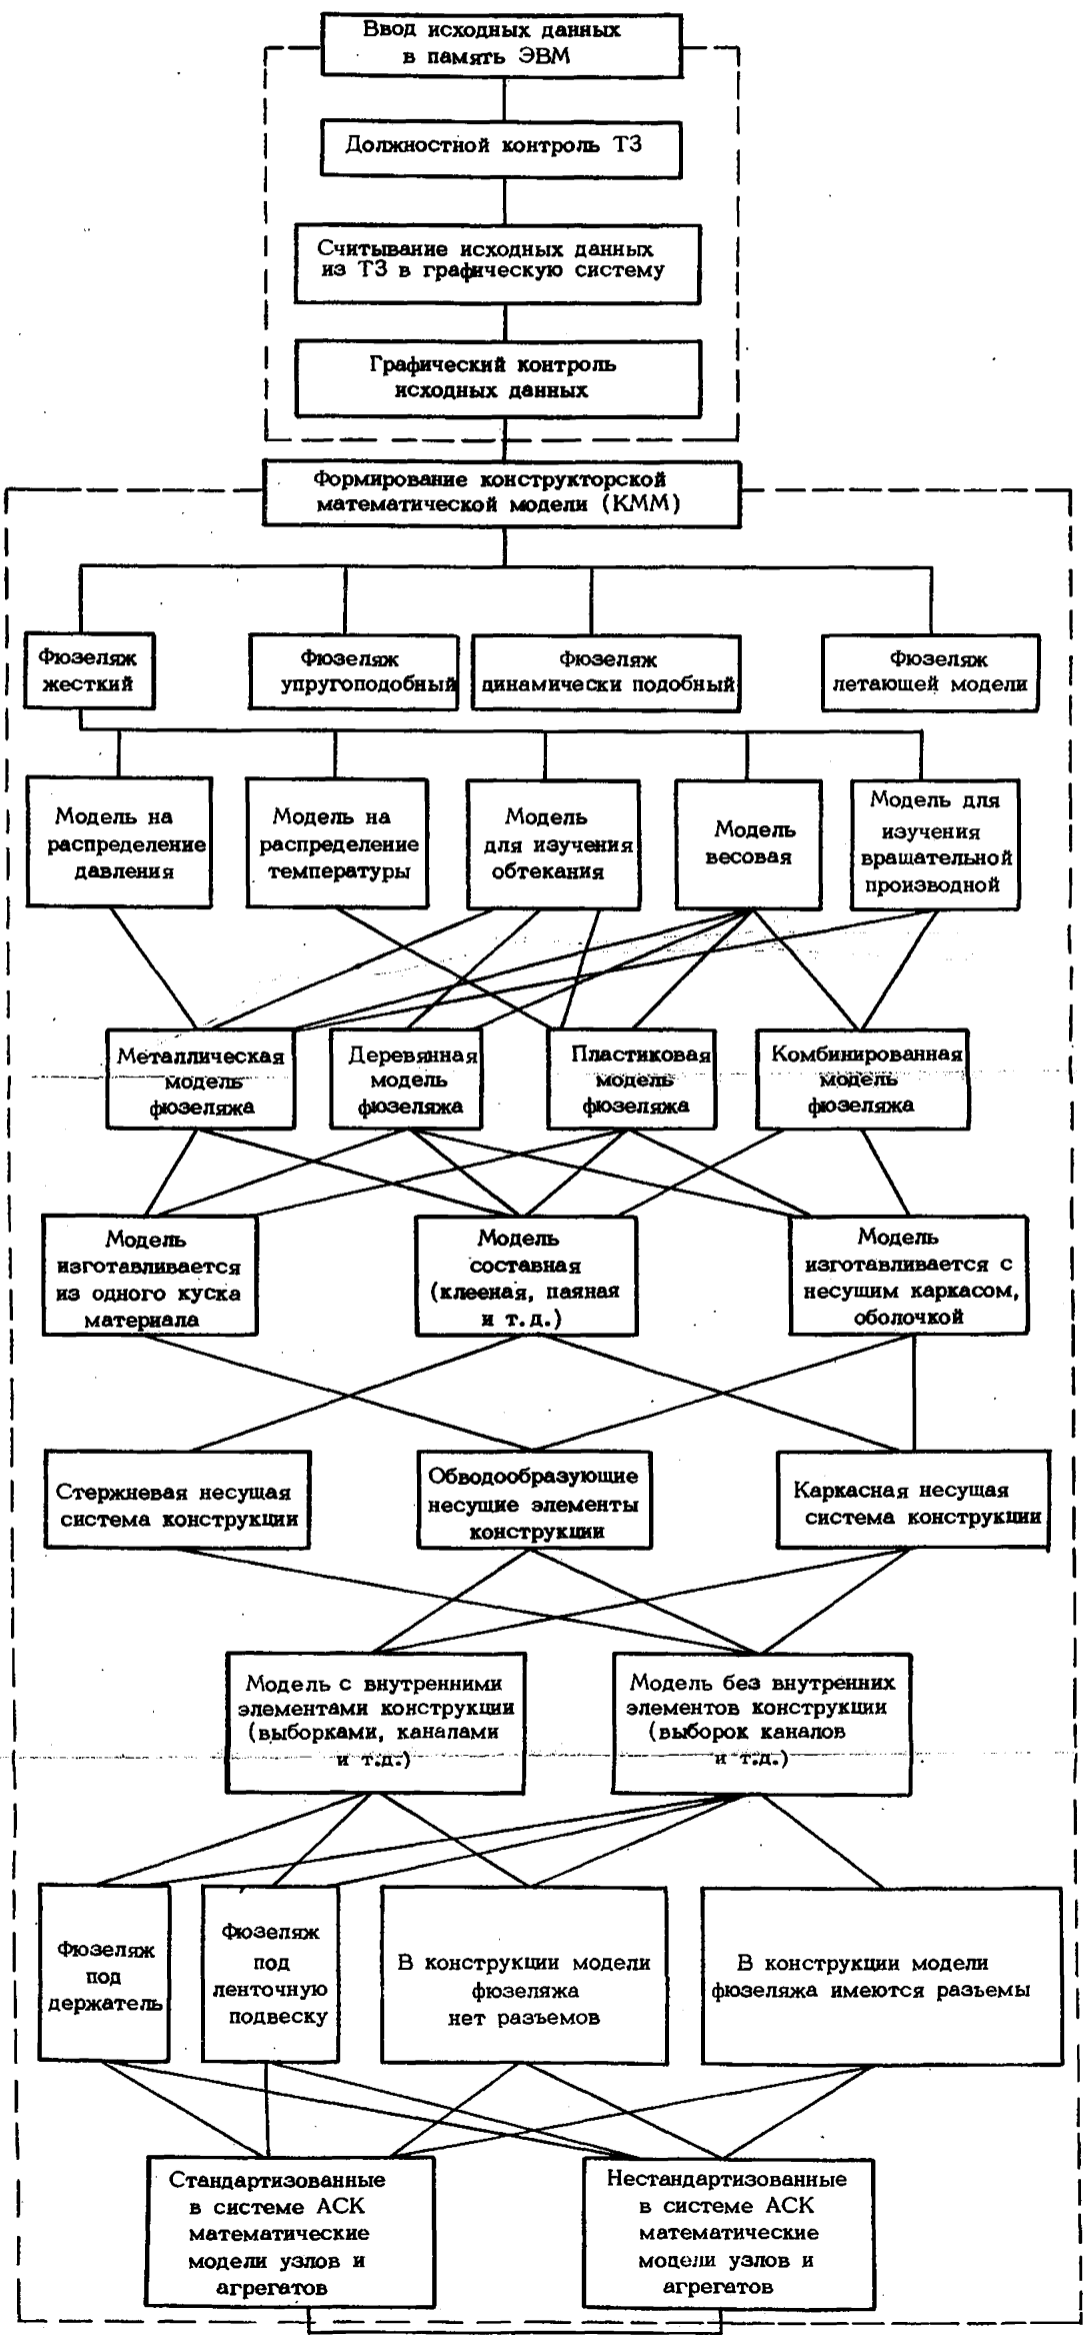 Ввод исходных данных
в память ЭВМ
Должностной контроль ТЗ
Считывание исходных данных
из ТЗ в графическую систему
Графический контроль
исходных данных
Формирование конструкторской
математической модели (КММ)
Фюзеляж
жесткий
Фюзеляж
упругоподобный
Фюзеляж
динамически подобный
Фюзеляж
летающей модели
Модель на
распределение
давления
Модель на
распределение
температуры
Модель
для изучения
обтекания
Модель
весовая
Модель для
изучения
вращательной
производной
Металлическая
модель
фюзеляжа
Деревянная
модель
фюзеляжа
Пластиковая
модель
фюзеляжа
Комбинированная
модель
фюзеляжа
Модель
изготавливается
из одного куска
материала
Модель
составная
(клееная, паяная
и т.д.)
Модель
изготавливается с
несущим каркасом,
оболочкой
Стержневая несущая
система конструкции
Обводообразующие
несущие элементы
конструкции
Каркасная несущая
система конструкции
Модель с внутренними
элементами конструкции
(выборками, каналами
и т.д.)
Модель без внутренних
элементов конструкции
(выборок каналов
и т.д.)
Фюзеляж
под
держатель
Фюзеляж
под
ленточную
подвеску
В конструкции модели
фюзеляжа
нет разъемов
В конструкции модели
фюзеляжа имеются разъемы
Стандартизованные
в системе АСК
математические
модели узлов и
агрегатов
Нестандартизованные
в системе АСК
математические
модели узлов и
агрегатов